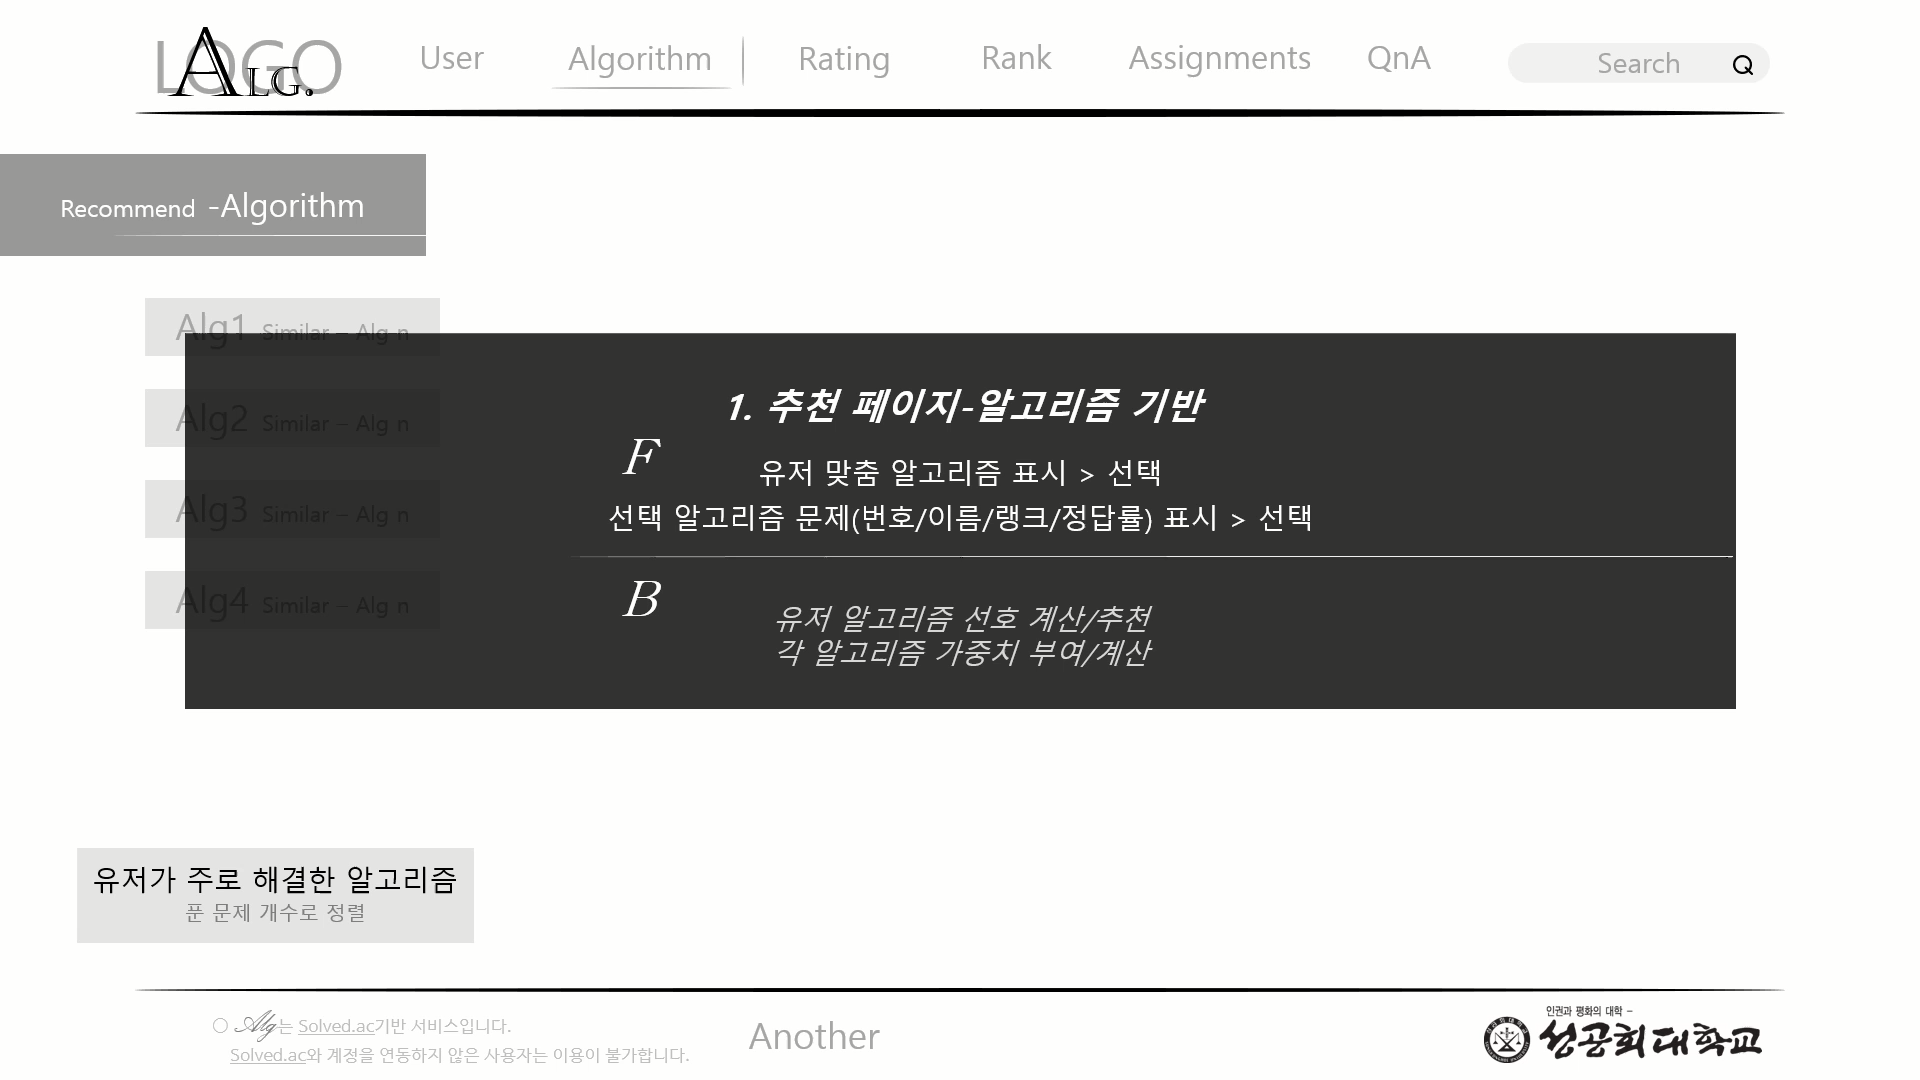 LOGO
ALG.
User
Algorithm
Rating
Rank
Assignments
QnA
Search
Recommend -Algorithm
Alg1 Similar – Alg n
Alg2 Similar – Alg n
Alg3 Similar – Alg n
Alg4 Similar – Alg n
1. 추천 페이지-알고리즘 기반
F
유저 맞춤 알고리즘 표시 > 선택
선택 알고리즘 문제(번호/이름/랭크/정답률) 표시 > 선택
B
유저 알고리즘 선호 계산/추천
각 알고리즘 가중치 부여/계산
유저가 주로 해결한 알고리즘
푼 문제 개수로 정렬
○ Alg는 Solved.ac기반 서비스입니다.
Solved.ac와 계정을 연동하지 않은 사용자는 이용이 불가합니다.
Another
인권과 평화의 대학 –
성공회대학교